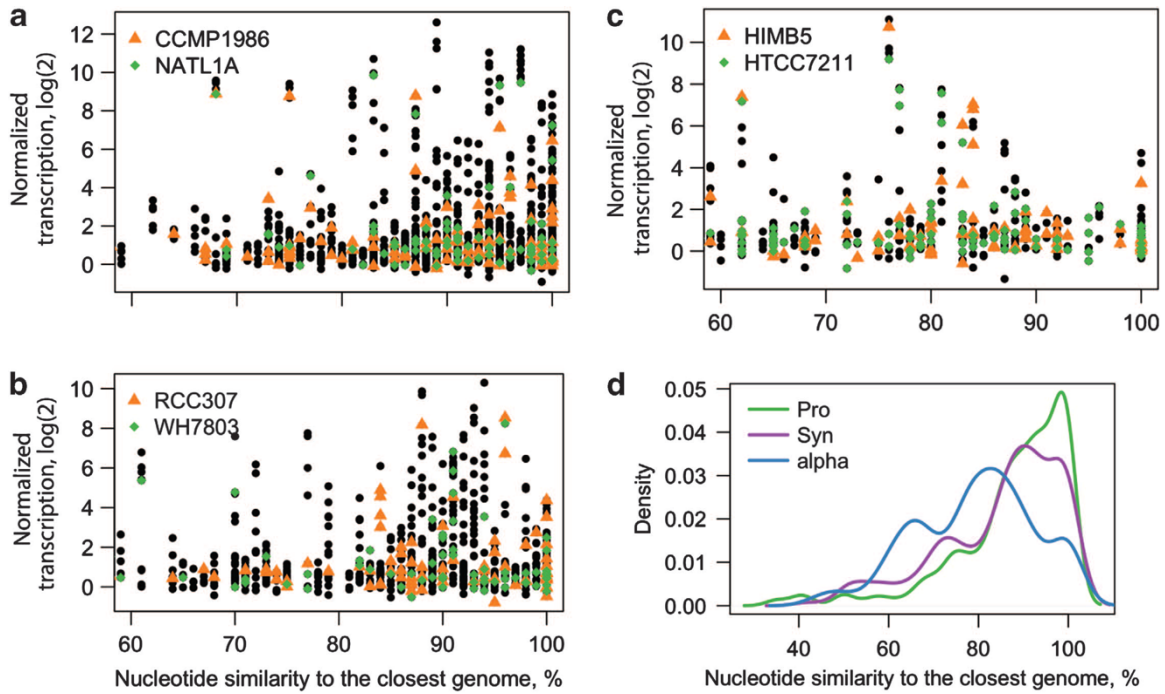 a
CCMP1986
NATL1A
Normalized
transcription, log(2)
12
10
8
6
4
2
0
b
RCC307
WH7803
Normalized
transcription, log(2)
10
8
6
4
2
0
60 70 80 90 100
Nucleotide similarity to the closest genome, %
c
HIMB5
HTCC7211
Normalized
transcription, log(2)
10
8
6
4
2
0
60 70 80 90 100
d
Pro
Syn
alpha
Density
0.05
0.04
0.03
0.02
0.01
0.00
40 60 80 100
Nucleotide similarity to the closest genome, %